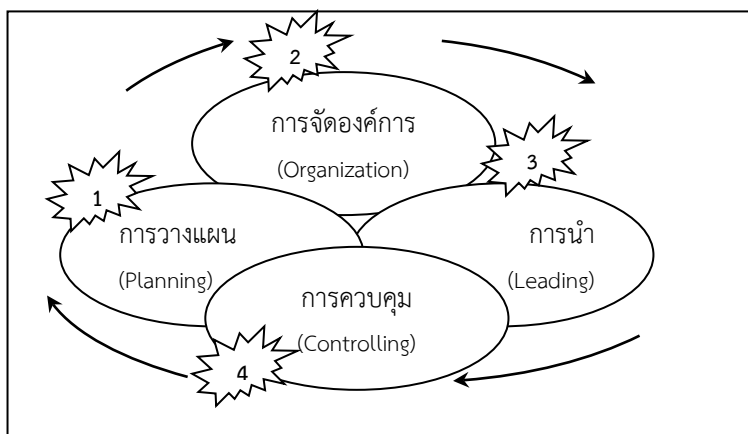 2
การจัดองค์การ
(Organization)
3
1
การวางแผน
(Planning)
การนำ
(Leading)
การควบคุม
(Controlling)
4